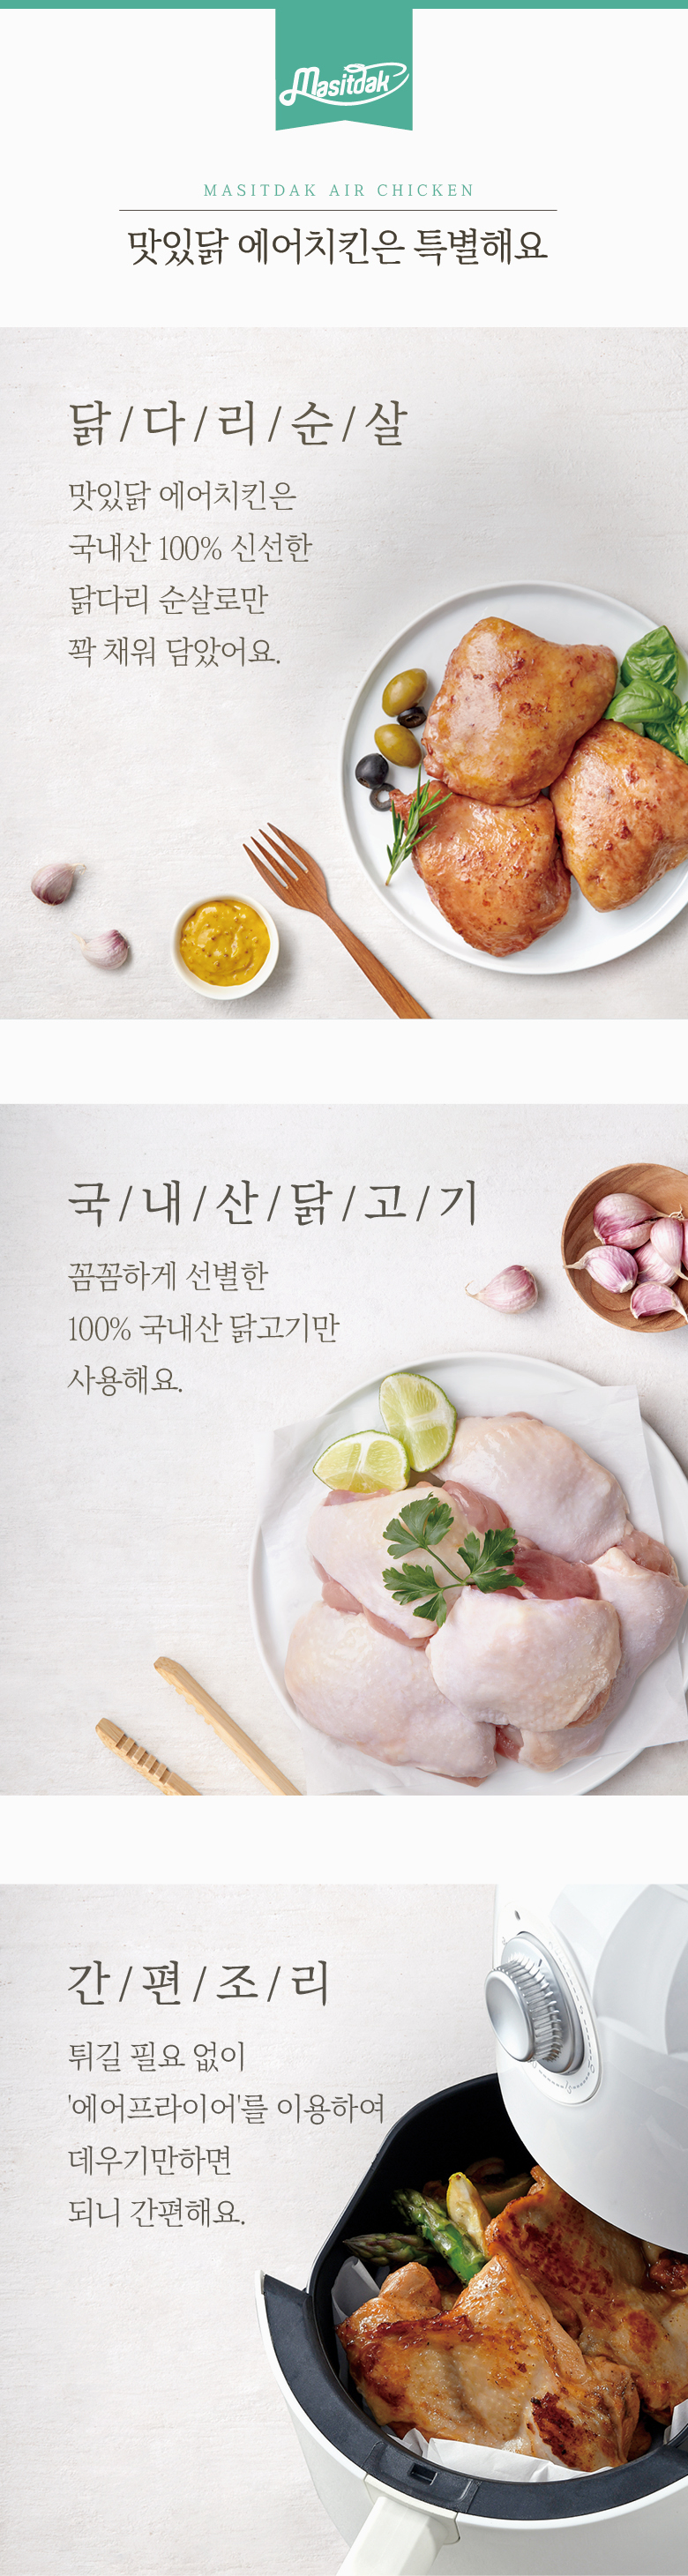 Masitdak
MASITDAK AIR CHICKEN
맛있닭 에어치킨은 특별해요
닭/다/리/순/살
맛있닭 에어치킨은
국내산 100% 신선한
닭다리 순살로만
꽉 채워 담았어요.
국/내/산/닭/고/기
꼼꼼하게 선별한
100% 국내산 닭고기만
사용해요.
간/편/조/리
튀길 필요 없이
'에어프라이어'를 이용하여
데우기만하면
되니 간편해요.